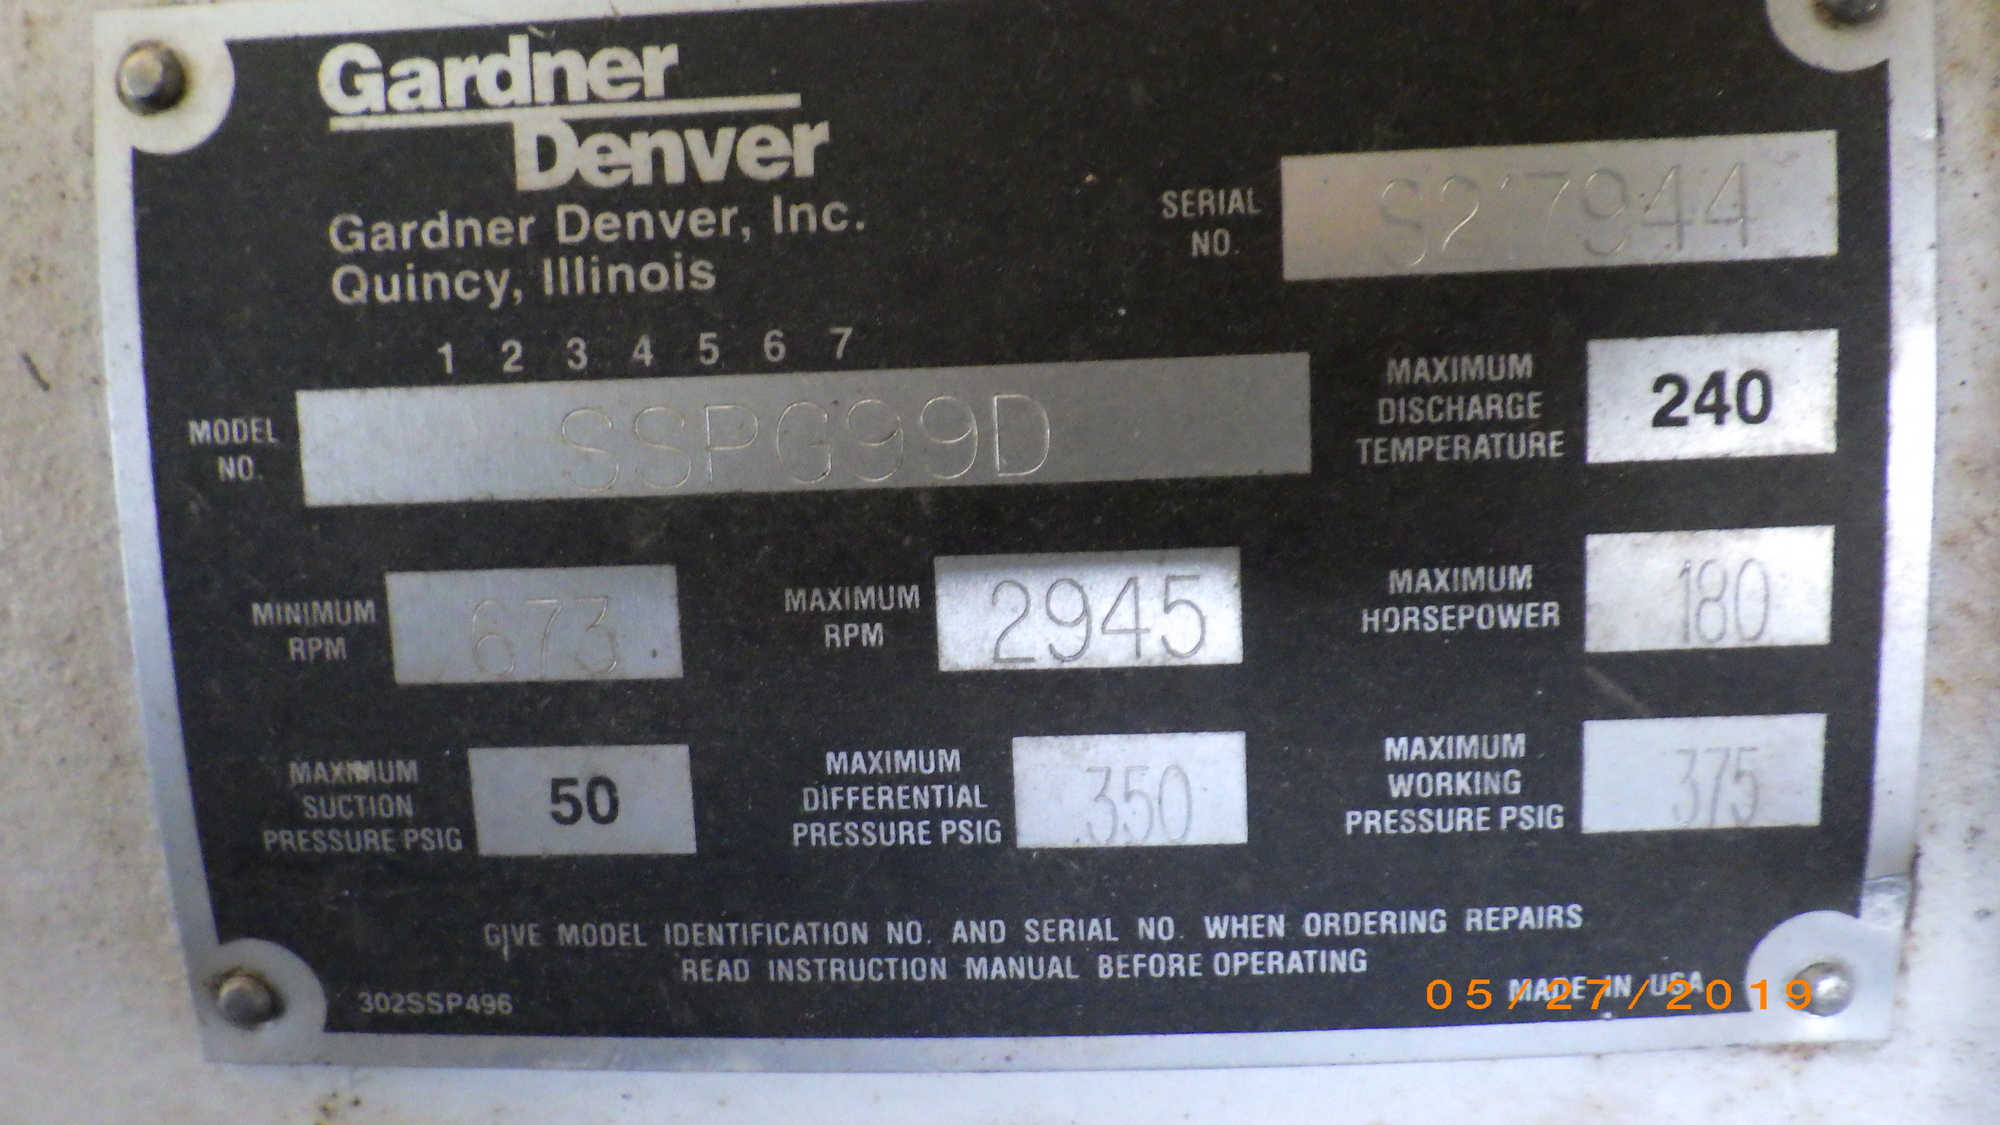 Gardner
Denver
Gardner Denver, Inc.
Quincy, Illinois
SERIAL NO. S217944
1 2 3 4 5 6 7
MODEL NO. SSPG99D
MAXIMUM DISCHARGE TEMPERATURE 240
MINIMUM RPM 673
MAXIMUM RPM 2945
MAXIMUM HORSEPOWER 180
MAXIMUM SUCTION PRESSURE PSIG 50
MAXIMUM DIFFERENTIAL PRESSURE PSIG 350
MAXIMUM WORKING PRESSURE PSIG 375
GIVE MODEL IDENTIFICATION NO. AND SERIAL NO. WHEN ORDERING REPAIRS
READ INSTRUCTION MANUAL BEFORE OPERATING
302SSP496
MADE IN USA
05/27/2019